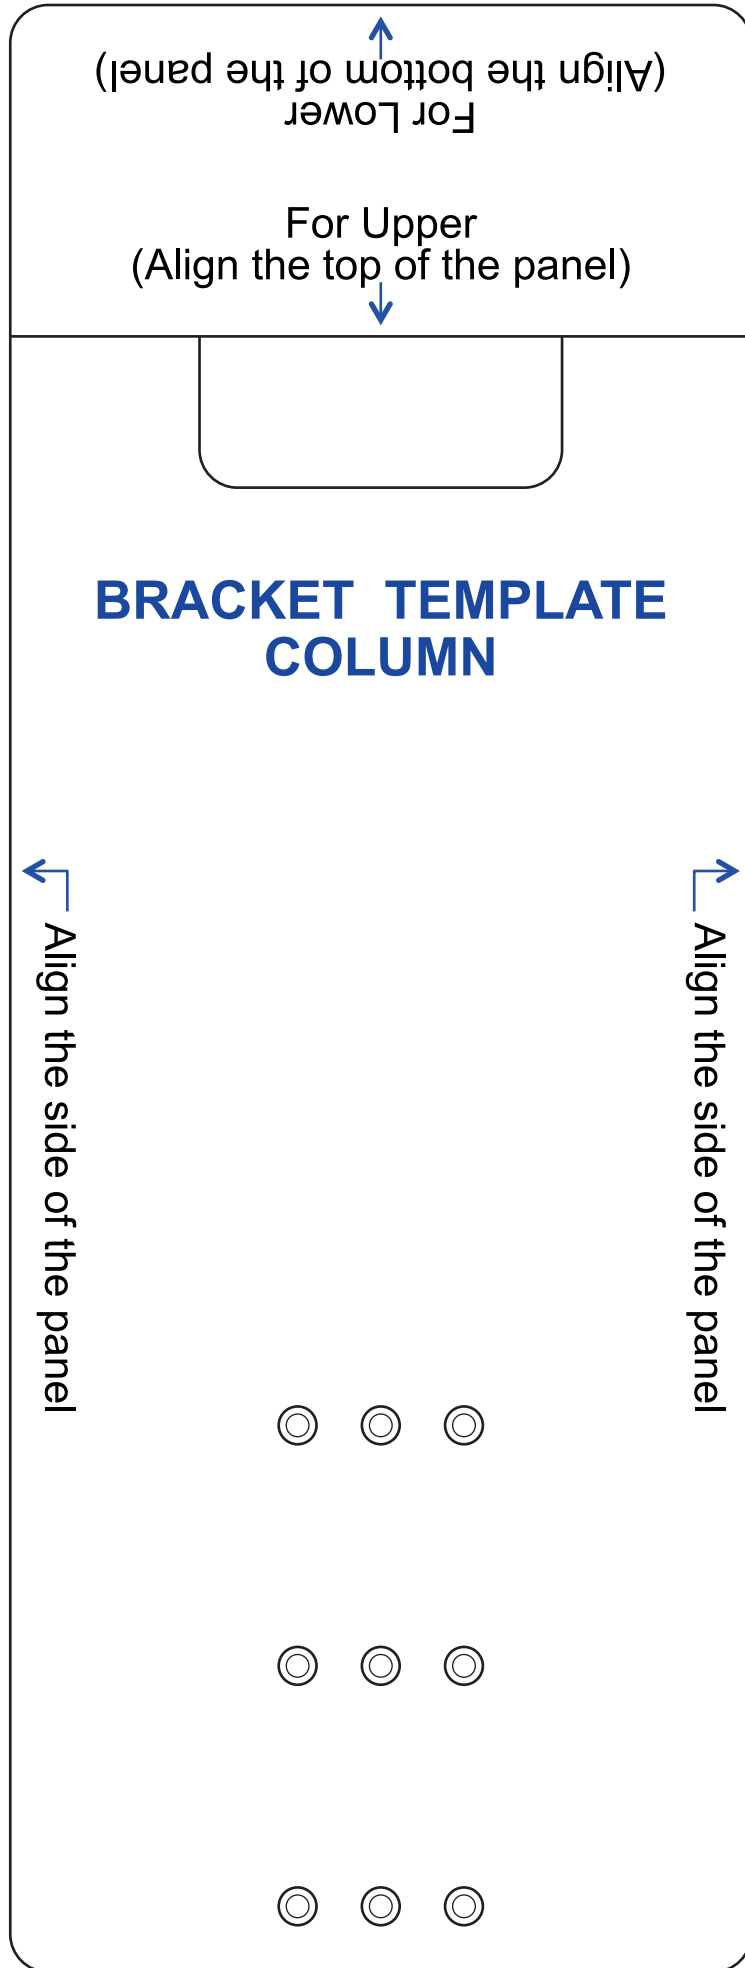 (Align the bottom of the panel)
For Lower
For Upper
(Align the top of the panel)
BRACKET TEMPLATE
COLUMN
Align the side of the panel
Align the side of the panel